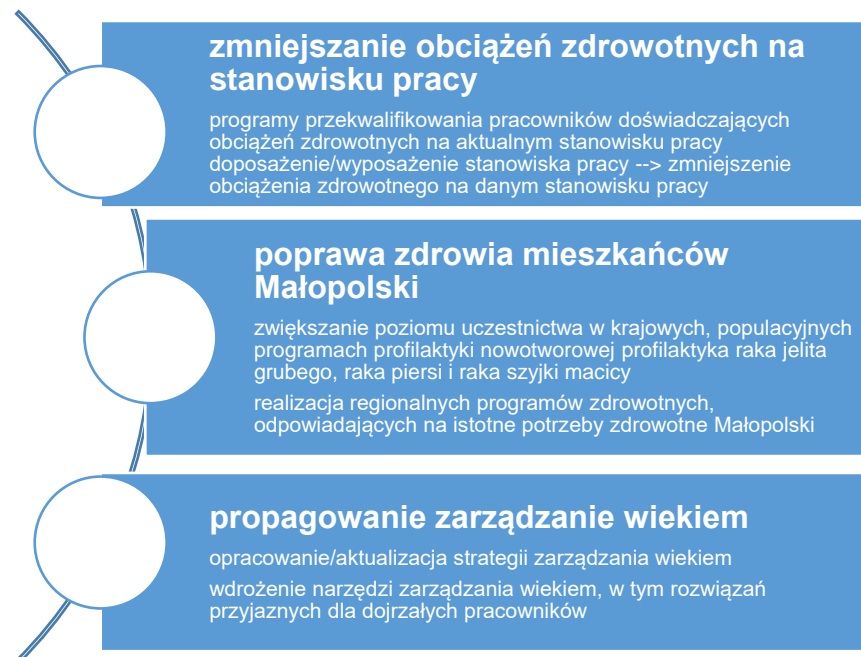 zmniejszanie obciążeń zdrowotnych na
stanowisku pracy
programy przekwalifikowania pracowników doświadczających
obciążeń zdrowotnych na aktualnym stanowisku pracy
doposażenie/wyposażenie stanowiska pracy --> zmniejszenie
obciążenia zdrowotnego na danym stanowisku pracy
poprawa zdrowia mieszkańców
Małopolski
zwiększanie poziomu uczestnictwa w krajowych, populacyjnych
programach profilaktyki nowotworowej profilaktyka raka jelita
grubego, raka piersi i raka szyjki macicy
realizacja regionalnych programów zdrowotnych,
odpowiadających na istotne potrzeby zdrowotne Małopolski
propagowanie zarządzanie wiekiem
opracowanie/aktualizacja strategii zarządzania wiekiem
wdrożenie narzędzi zarządzania wiekiem, w tym rozwiązań
przyjaznych dla dojrzałych pracowników